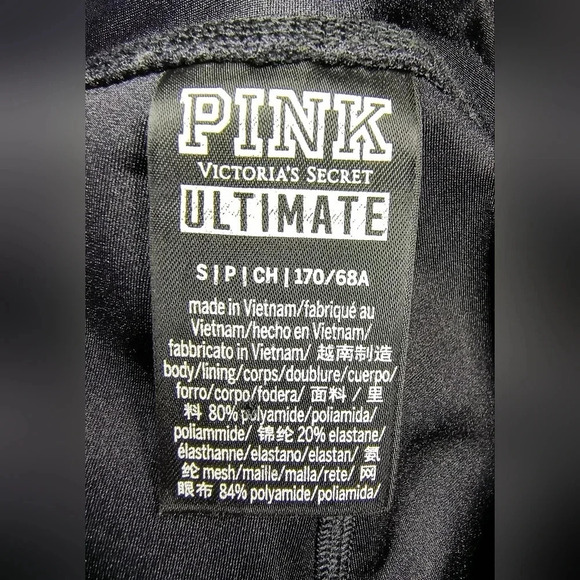 PINK
VICTORIA'S SECRET
ULTIMATE
S | P | CH | 170/68A
made in Vietnam/fabriqué au
Vietnam/hecho en Vietnam/
fabbricato in Vietnam/ 越南制造
body/lining/corps/doublure/cuerpo/
forro/corpo/fodera/ 面料 / 里
料 80% polyamide/poliamida/
poliammide/ 锦纶 20% elastane/
élasthanne/elastano/elastan/ 氨
纶 mesh/maille/malla/rete/ 网
眼布 84% polyamide/poliamida/